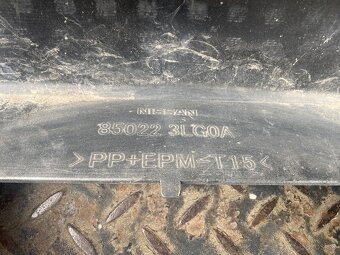 NISSAN
85022 3LG0A
>PP+EPM-T15<